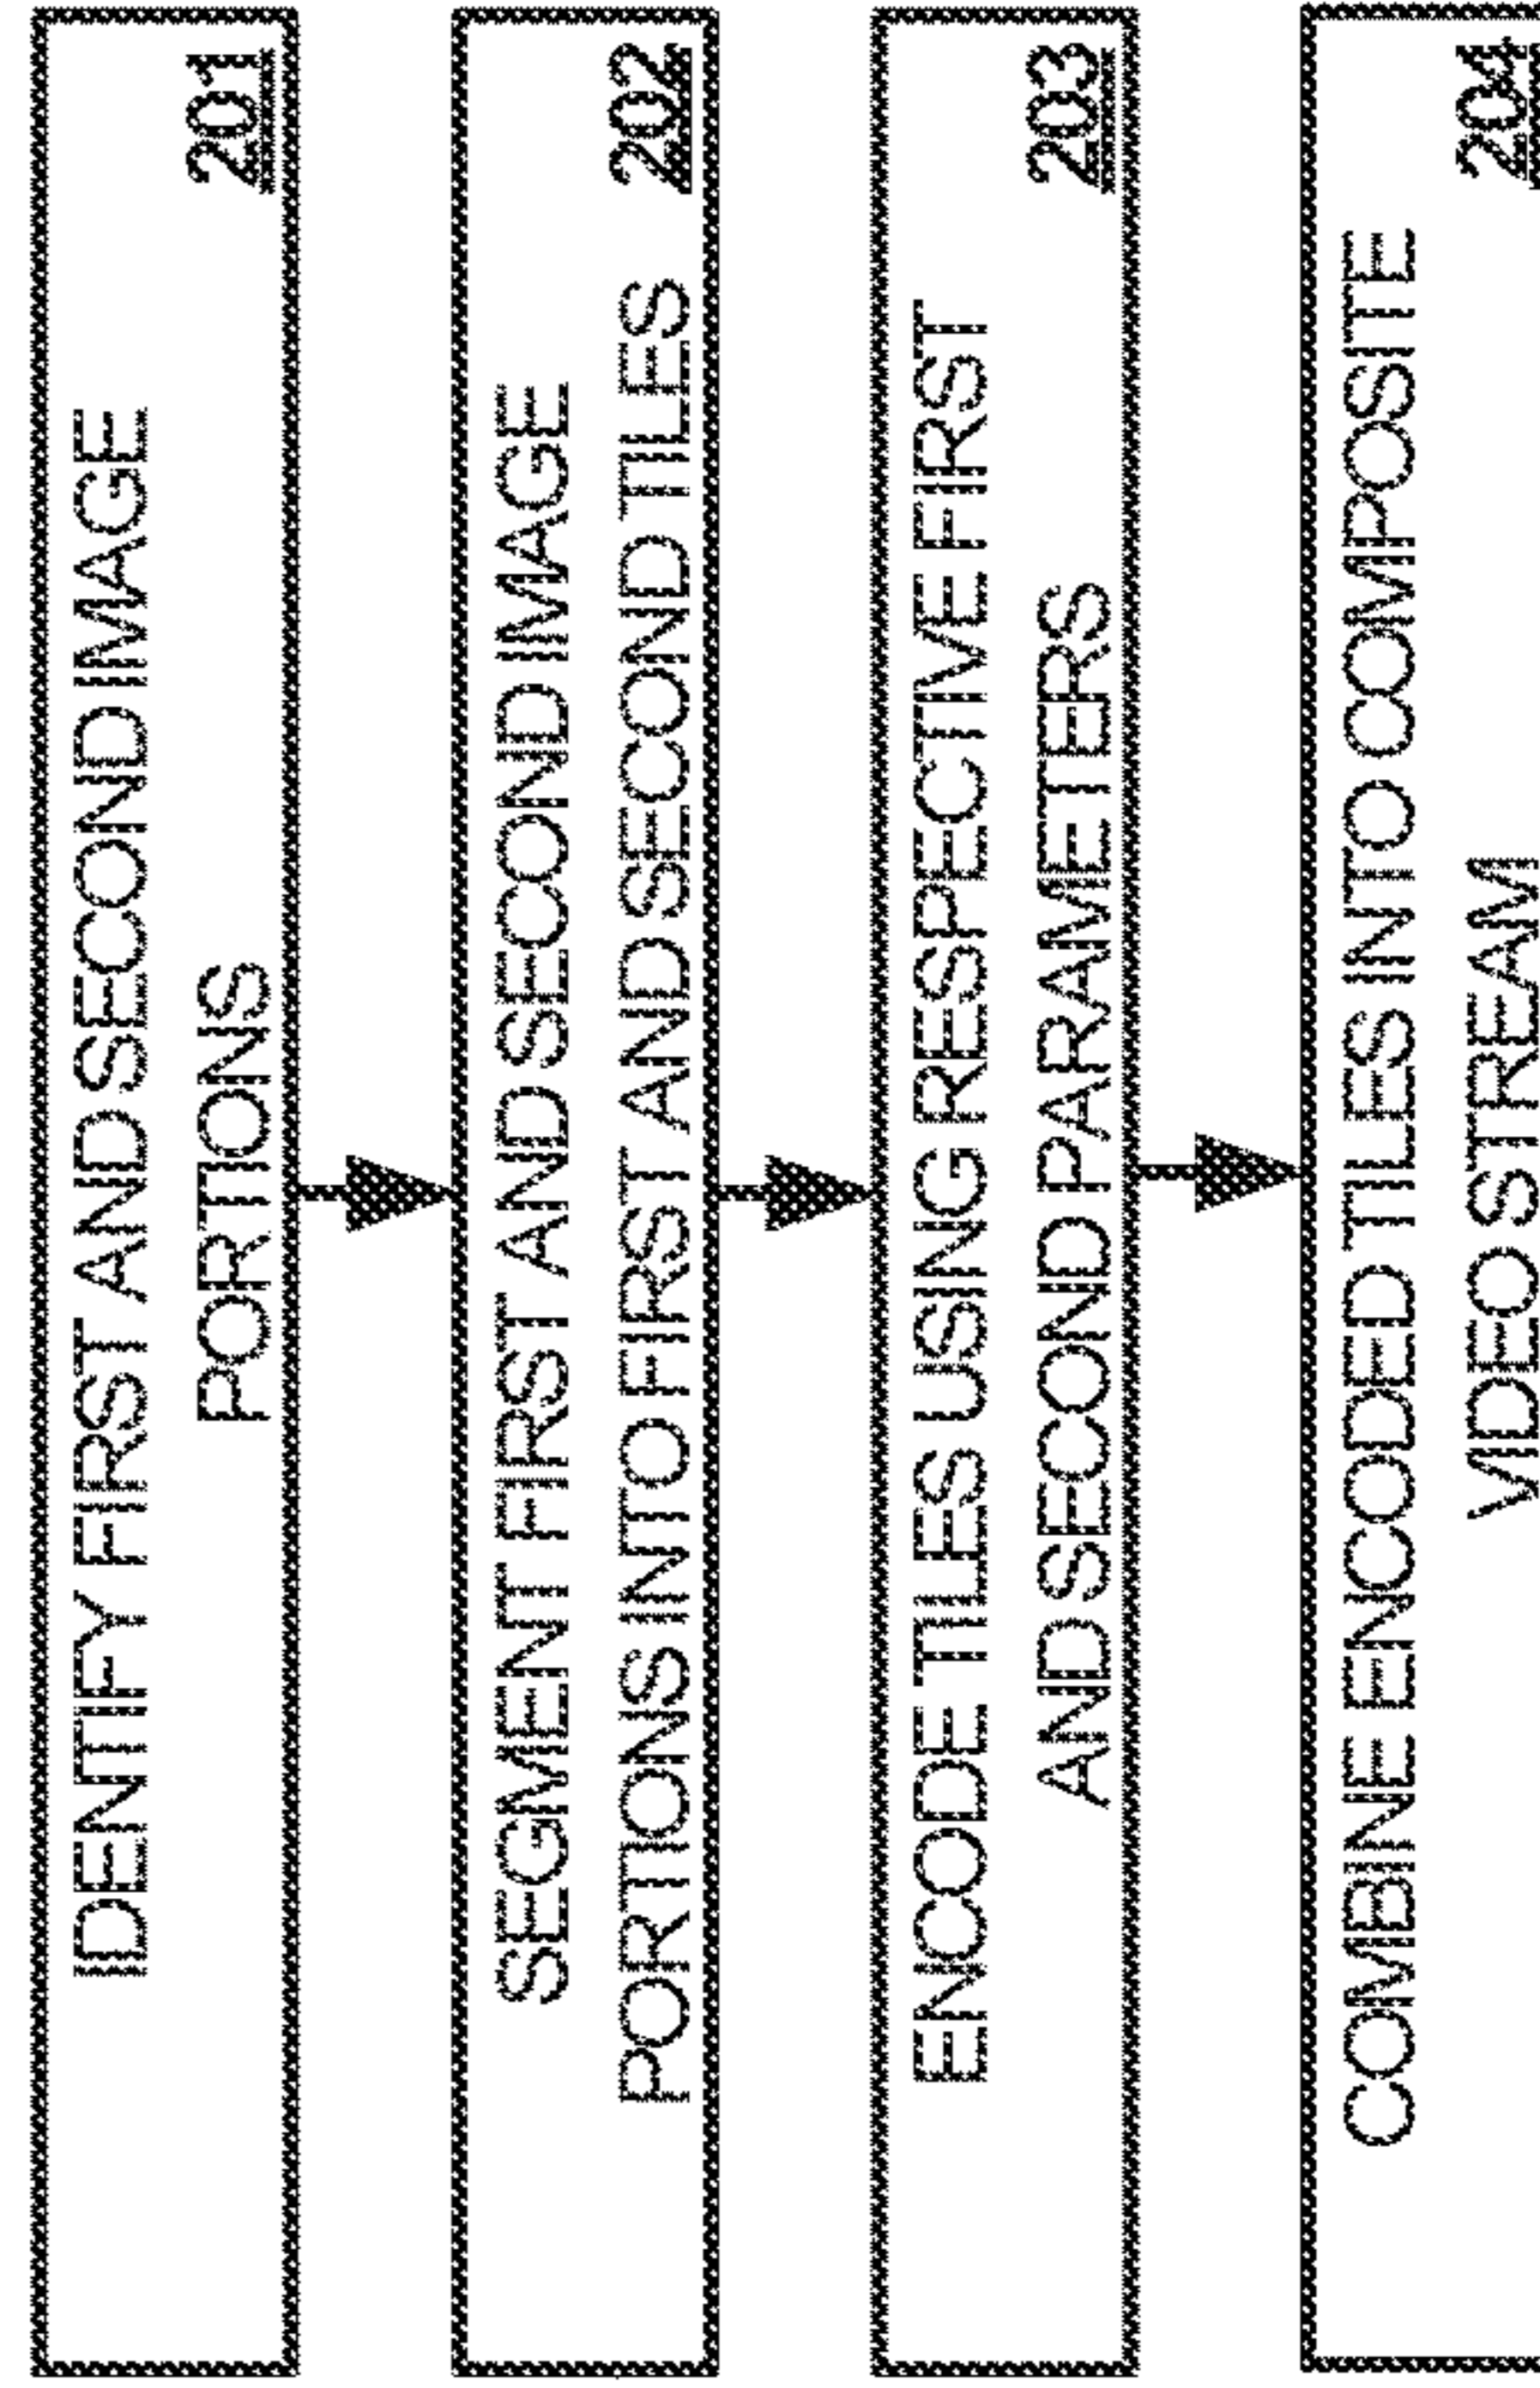 IDENTIFY FIRST AND SECOND IMAGE
PORTIONS 201
SEGMENT FIRST AND SECOND IMAGE
PORTIONS INTO FIRST AND SECOND TILES 202
ENCODE TILES USING RESPECTIVE FIRST
AND SECOND PARAMETERS 203
COMBINE ENCODED TILES INTO COMPOSITE
VIDEO STREAM 204